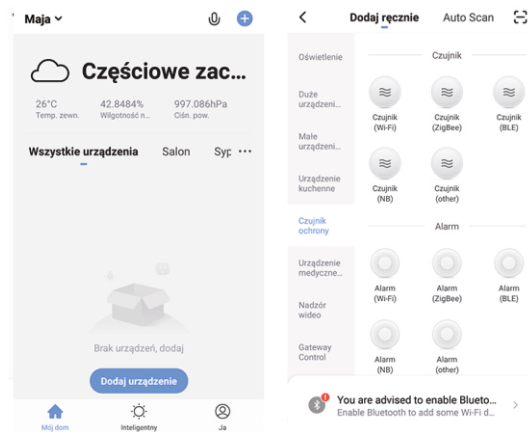 Maja
Częściowe zac...
26°C 42.8484% 997.086hPa
Temp. zewn. Wilgotność n... Ciśn. pow.
Wszystkie urządzenia Salon Syp ...
Brak urządzeń, dodaj
Dodaj urządzenie
Mój dom Inteligentny Ja
Dodaj ręcznie Auto Scan
Oświetlenie
Duże
urządzeni...
Małe
urządzeni...
Urządzenie
kuchenne
Czujnik
ochrony
Urządzenie
medyczne...
Nadzór
wideo
Gateway
Control
Czujnik
Czujnik Czujnik Czujnik
(Wi-Fi) (ZigBee) (BLE)
Czujnik Czujnik
(NB) (other)
Alarm
Alarm Alarm Alarm
(Wi-Fi) (ZigBee) (BLE)
Alarm Alarm
(NB) (other)
You are advised to enable Blueto...
Enable Bluetooth to add some Wi-Fi d...